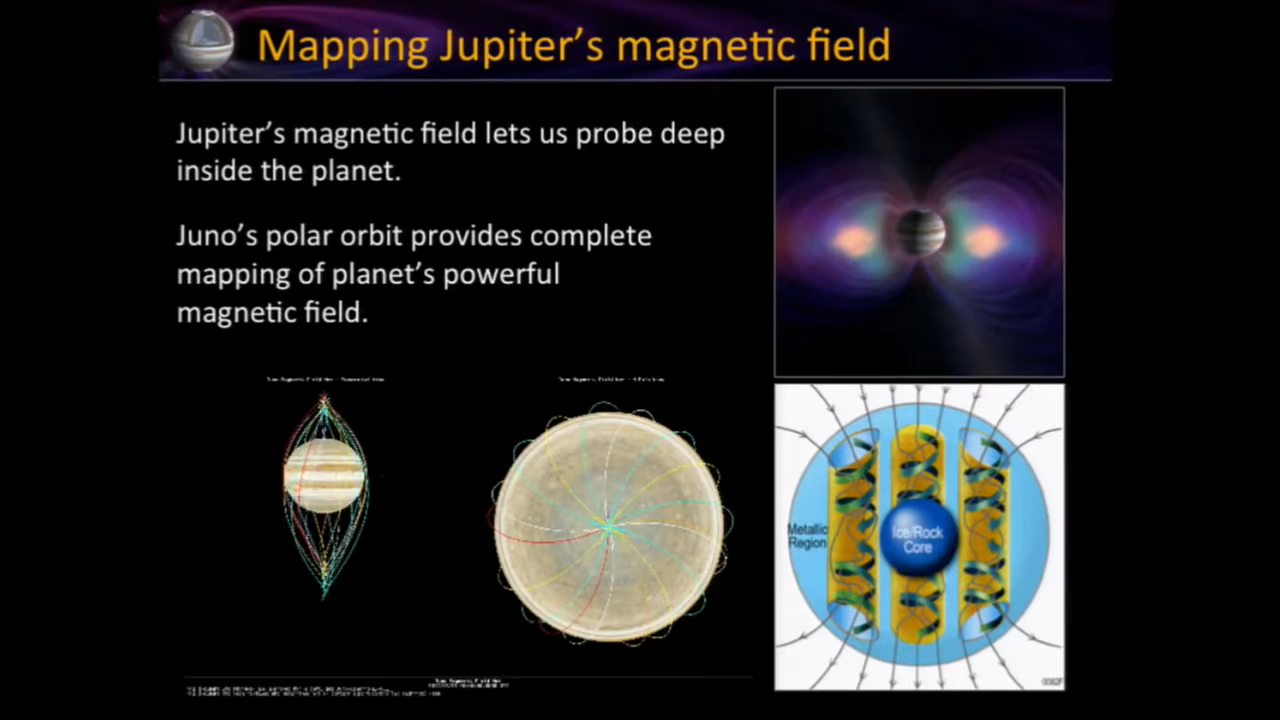 Mapping Jupiter’s magnetic field
Jupiter’s magnetic field lets us probe deep
inside the planet.
Juno’s polar orbit provides complete
mapping of planet’s powerful
magnetic field.
Metallic
Region
Ice/Rock
Core